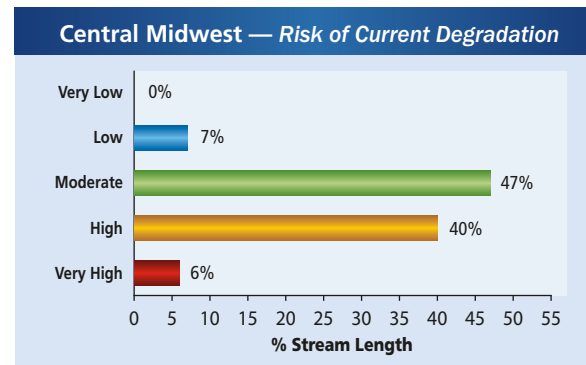 Central Midwest — Risk of Current Degradation
Very Low 0%
Low 7%
Moderate 47%
High 40%
Very High 6%
0 5 10 15 20 25 30 35 40 45 50 55
% Stream Length